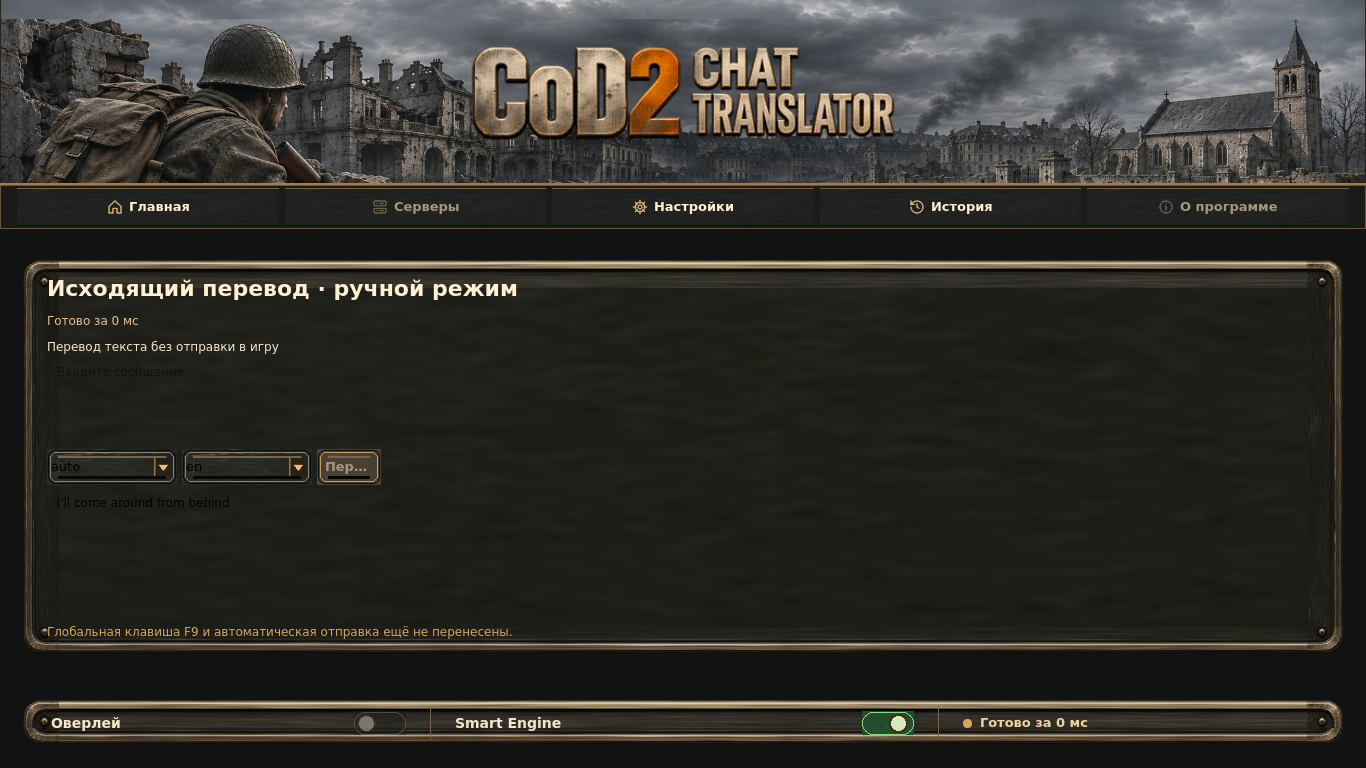 CoD2 CHAT TRANSLATOR
Главная
Серверы
Настройки
История
О программе
Исходящий перевод · ручной режим
Готово за 0 мс
Перевод текста без отправки в игру
Введите сообщение
auto
en
Пер...
i'll come around from behind
Глобальная клавиша F9 и автоматическая отправка ещё не перенесены.
Оверлей
Smart Engine
Готово за 0 мс